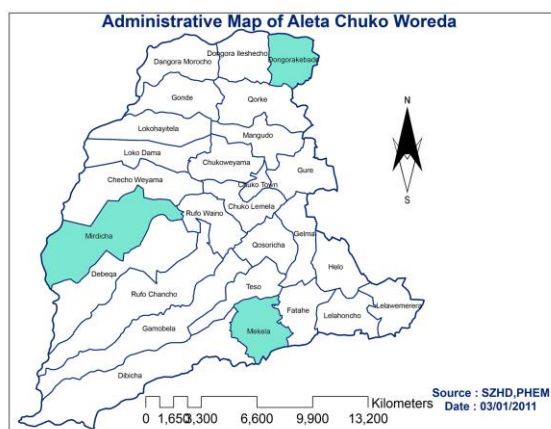 Administrative Map of Aleta Chuko Woreda
Dongora Ileshecho
Dongorakebado
Dangora Morocho
Gonde
Qorke
N
Lokohayitela
Mangudo
Loko Dama
Chukoweyama
Gure
Checho Weyama
Chuko Town
S
Chuko Lemela
Rufo Waino
Mirdicha
Gelma
Qosoricha
Helo
Debeqa
Teso
Rufo Chancho
Lelawemerera
Fatahe
Lelahoncho
Gamobela
Mekela
Dibicha
Kilometers
0 1,650 3,300 6,600 9,900 13,200
Source : SZHD,PHEM
Date : 03/01/2011